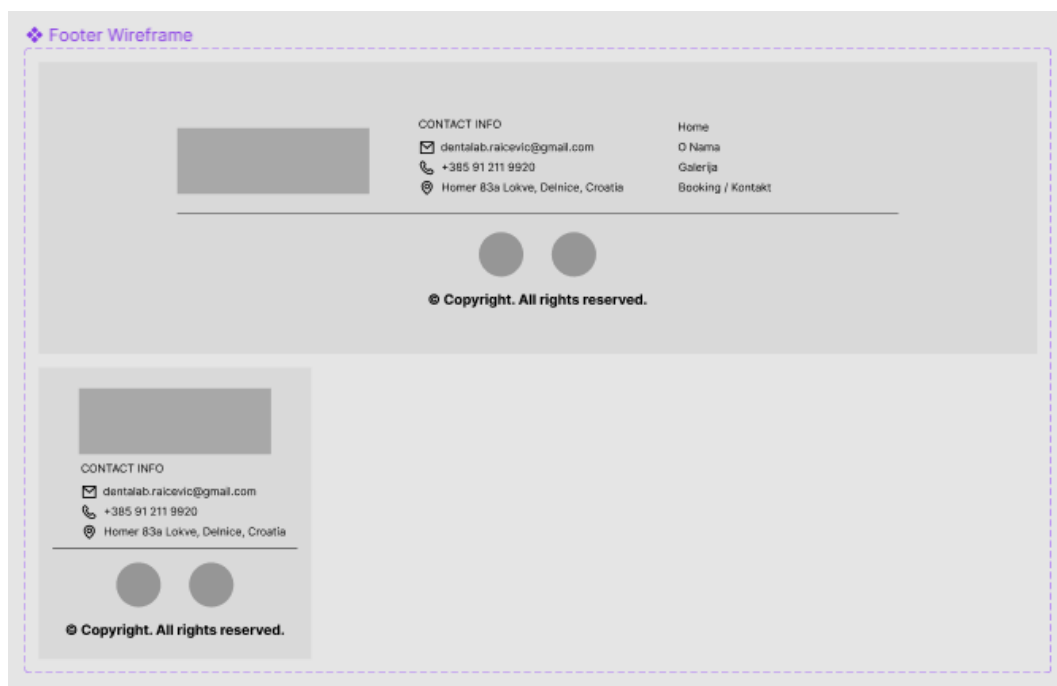 Footer Wireframe
CONTACT INFO
dentalab.raicevic@gmail.com
+385 91 211 9920
Homer 83a Lokve, Delnice, Croatia
Home
O Nama
Galerija
Booking / Kontakt
© Copyright. All rights reserved.
CONTACT INFO
dentalab.raicevic@gmail.com
+385 91 211 9920
Homer 83a Lokve, Delnice, Croatia
© Copyright. All rights reserved.